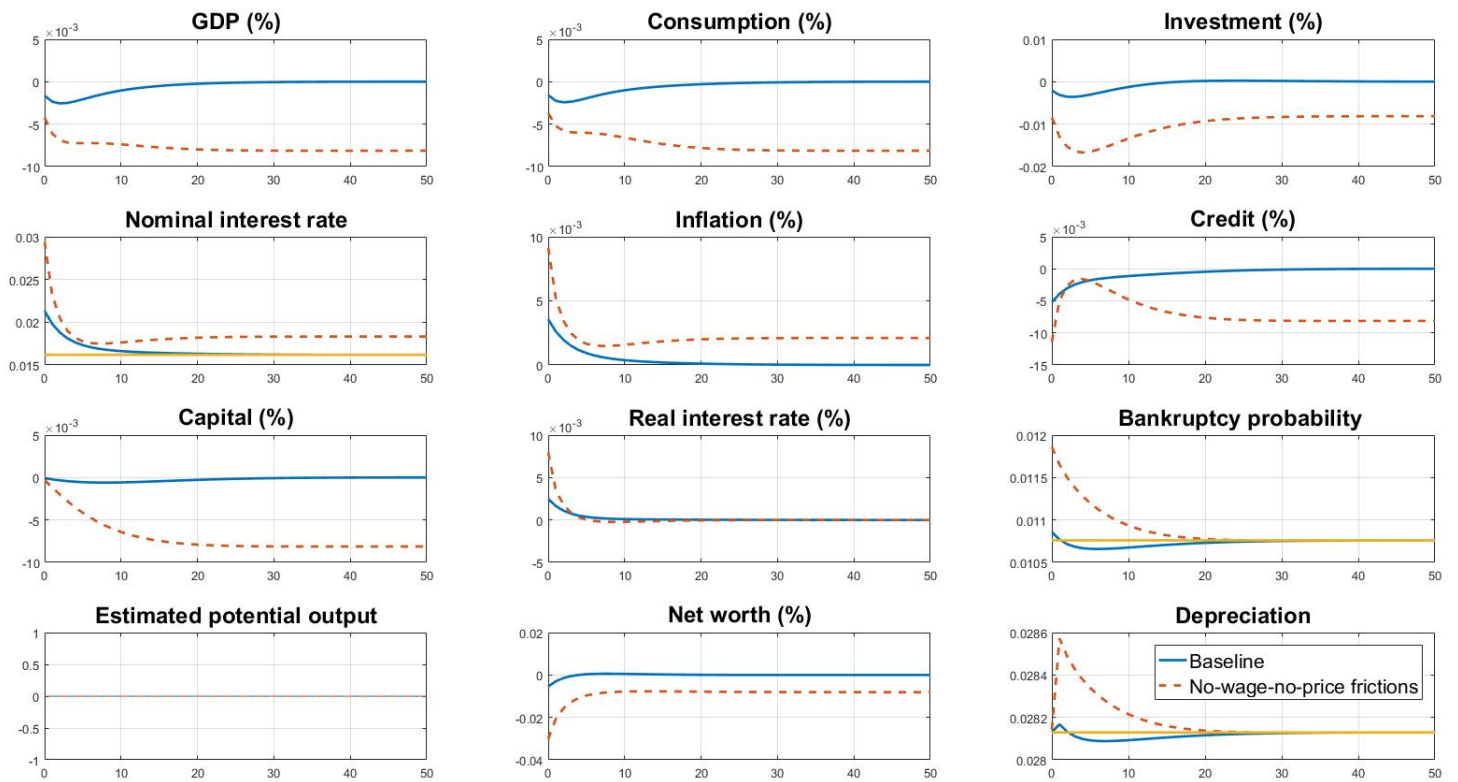 GDP (%)
× 10⁻³
5
0
-5
-10
0 10 20 30 40 50
Consumption (%)
× 10⁻³
5
0
-5
-10
0 10 20 30 40 50
Investment (%)
0.01
0
-0.01
-0.02
0 10 20 30 40 50
Nominal interest rate
0.03
0.025
0.02
0.015
0 10 20 30 40 50
Inflation (%)
× 10⁻³
10
5
0
0 10 20 30 40 50
Credit (%)
× 10⁻³
5
0
-5
-10
-15
0 10 20 30 40 50
Capital (%)
× 10⁻³
5
0
-5
-10
0 10 20 30 40 50
Real interest rate (%)
× 10⁻³
10
5
0
-5
0 10 20 30 40 50
Bankruptcy probability
0.012
0.0115
0.011
0.0105
0 10 20 30 40 50
Estimated potential output
1
0.5
0
-0.5
-1
0 10 20 30 40 50
Net worth (%)
0.02
0
-0.02
-0.04
0 10 20 30 40 50
Depreciation
0.0286
0.0284
0.0282
0.028
0 10 20 30 40 50
Baseline
No-wage-no-price frictions